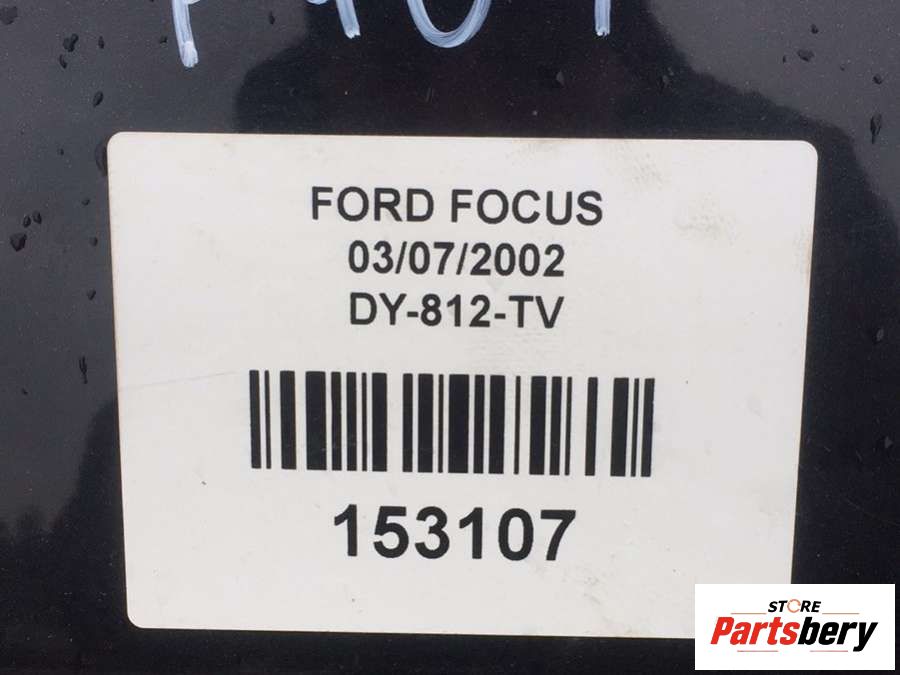 FORD FOCUS
03/07/2002
DY-812-TV
153107
STORE
Partsbery